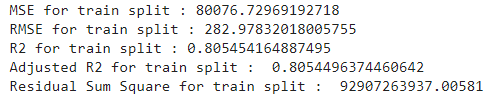 MSE for train split : 80076.72969192718
RMSE for train split : 282.97832018005755
R2 for train split : 0.805454164887495
Adjusted R2 for train split :  0.8054496374460642
Residual Sum Square for train split :  92907263937.00581